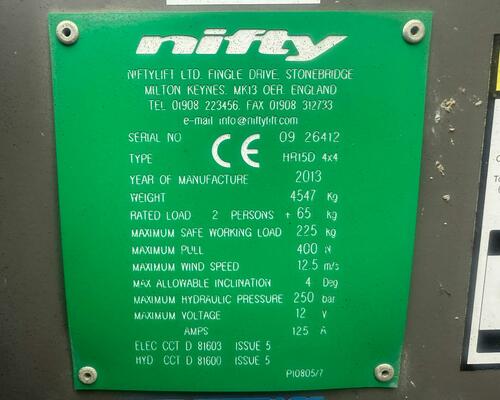 nifty
NIFTYLIFT LTD. FINGLE DRIVE. STONEBRIDGE
MILTON KEYNES. MK13 OER. ENGLAND
TEL 01908 223456. FAX 01908 312733
e-mail info@niftylift.com
SERIAL NO 09 26412
TYPE CE HR15D 4x4
YEAR OF MANUFACTURE 2013
WEIGHT 4547 Kg
RATED LOAD 2 PERSONS + 65 kg
MAXIMUM SAFE WORKING LOAD 225 kg
MAXIMUM PULL 400 N
MAXIMUM WIND SPEED 12.5 m/s
MAX ALLOWABLE INCLINATION 4 Deg
MAXIMUM HYDRAULIC PRESSURE 250 bar
MAXIMUM VOLTAGE 12 V
AMPS 125 A
ELEC CCT D 81603 ISSUE 5
HYD CCT D 81600 ISSUE 5
P10805/7